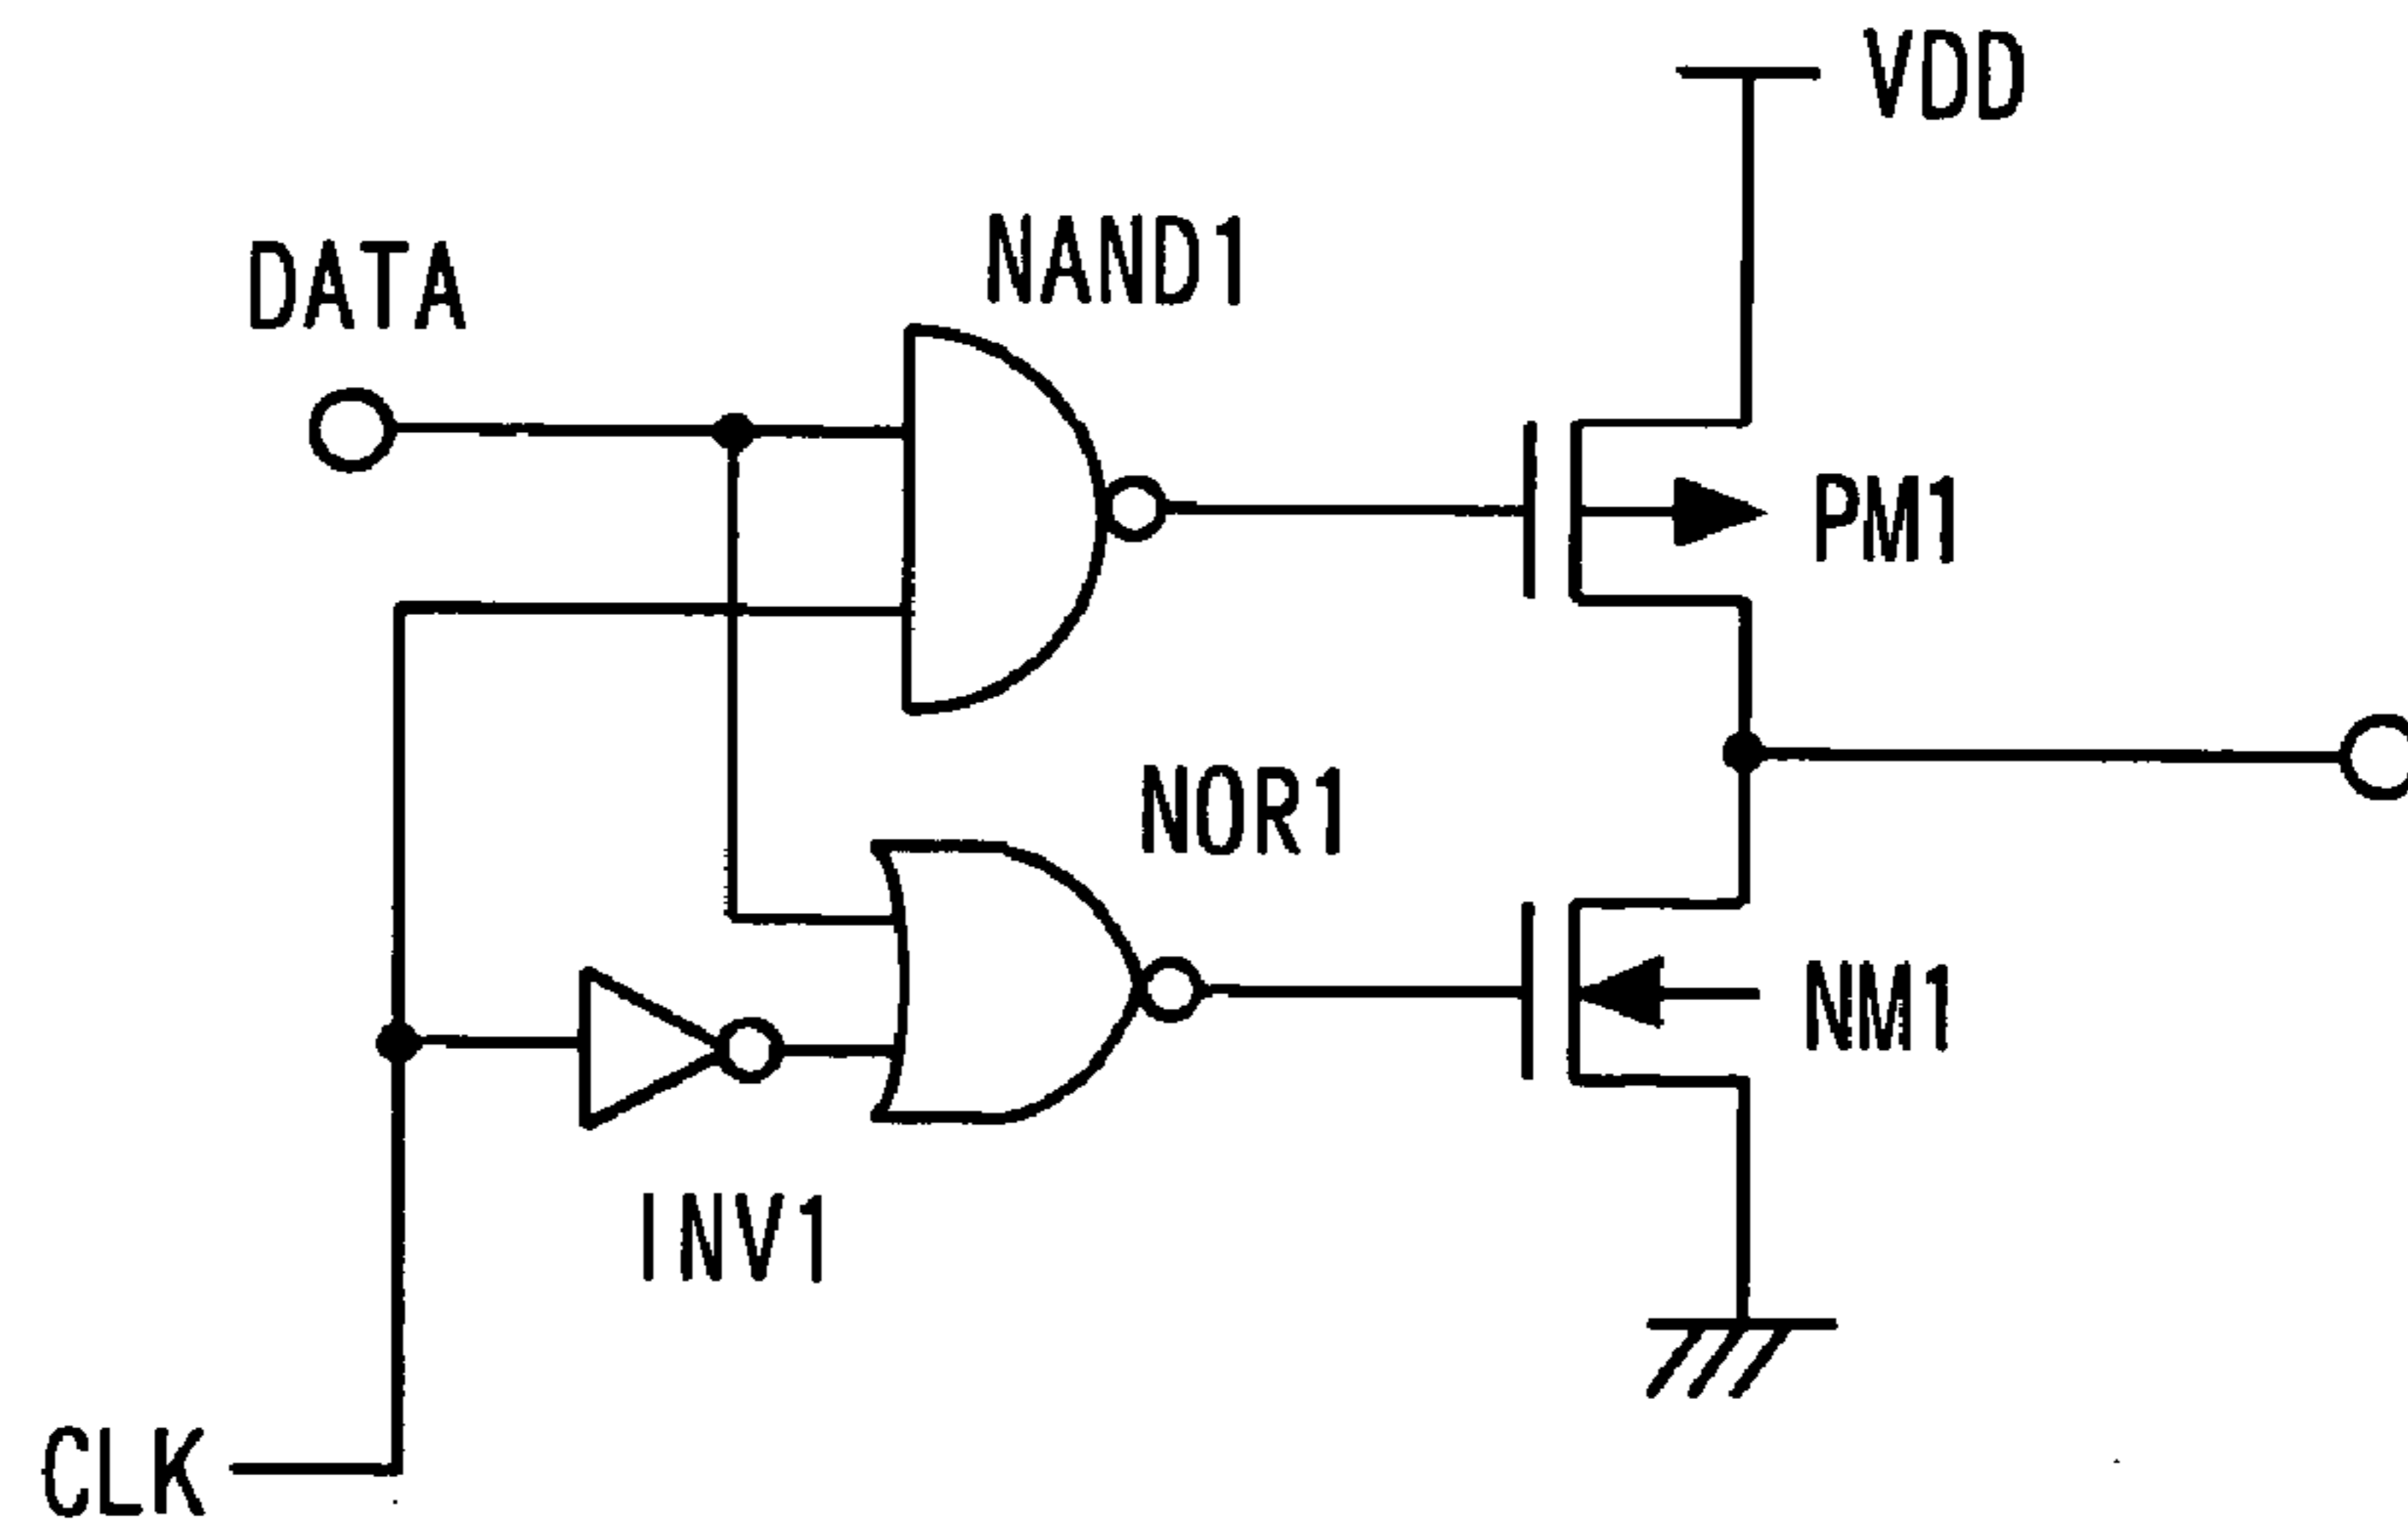 VDD
NAND1
DATA
PM1
NOR1
NM1
INV1
CLK